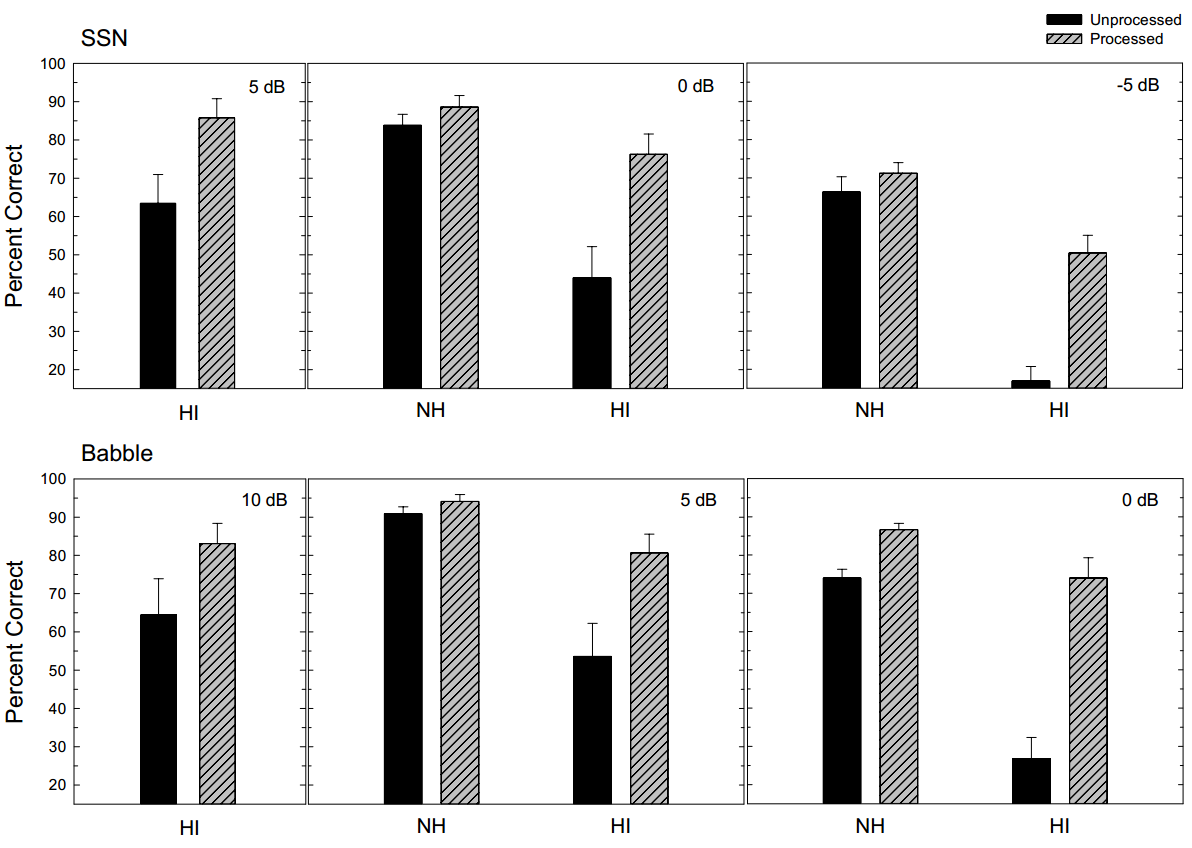 Unprocessed
Processed
SSN
Percent Correct
100
90
80
70
60
50
40
30
20
5 dB
0 dB
-5 dB
HI
NH
HI
NH
HI
Babble
Percent Correct
100
90
80
70
60
50
40
30
20
10 dB
5 dB
0 dB
HI
NH
HI
NH
HI